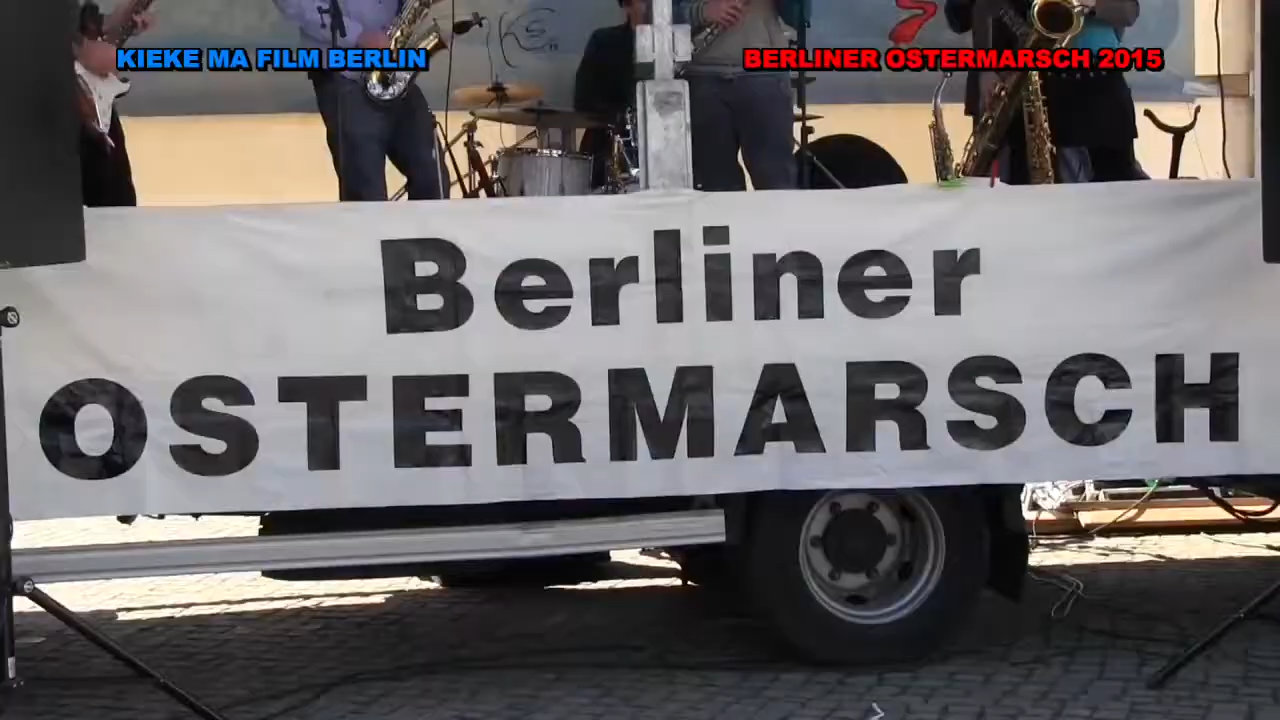 KIEKE MA FILM BERLIN
BERLINER OSTERMARSCH 2015
Berliner
OSTERMARSCH